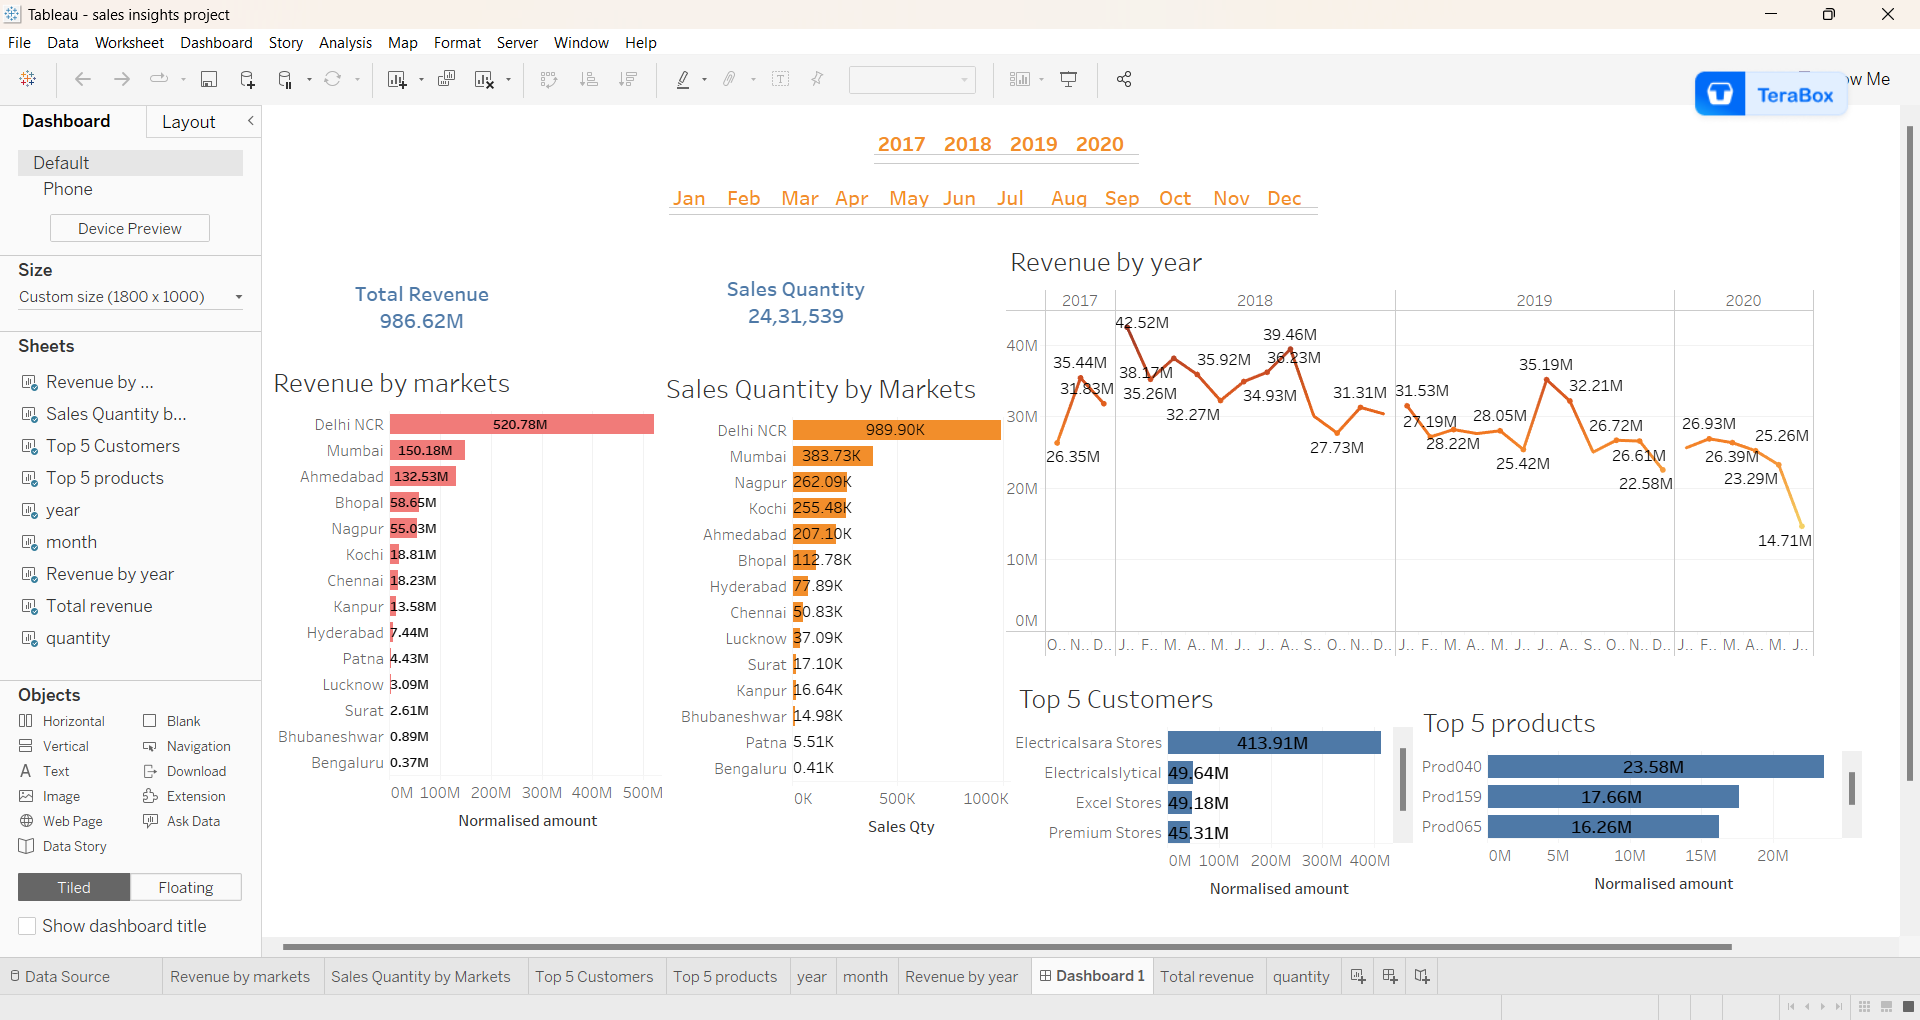 Tableau - sales insights project
File Data Worksheet Dashboard Story Analysis Map Format Server Window Help
TeraBox
Me
Dashboard Layout
Default
Phone
Device Preview
Size
Custom size (1800 x 1000)
Sheets
Revenue by ...
Sales Quantity b...
Top 5 Customers
Top 5 products
year
month
Revenue by year
Total revenue
quantity
Objects
Horizontal Blank
Vertical Navigation
Text Download
Image Extension
Web Page Ask Data
Data Story
Tiled Floating
Show dashboard title
2017 2018 2019 2020
Jan Feb Mar Apr May Jun Jul Aug Sep Oct Nov Dec
Total Revenue
986.62M
Sales Quantity
24,31,539
Revenue by markets
Delhi NCR 520.78M
Mumbai 150.18M
Ahmedabad 132.53M
Bhopal 58.65M
Nagpur 55.03M
Kochi 18.81M
Chennai 18.23M
Kanpur 13.58M
Hyderabad 7.44M
Patna 4.43M
Lucknow 3.09M
Surat 2.61M
Bhubaneshwar 0.89M
Bengaluru 0.37M
0M 100M 200M 300M 400M 500M
Normalised amount
Sales Quantity by Markets
Delhi NCR 989.90K
Mumbai 383.73K
Nagpur 262.09K
Kochi 255.48K
Ahmedabad 207.10K
Bhopal 112.78K
Hyderabad 77.89K
Chennai 50.83K
Lucknow 37.09K
Surat 17.10K
Kanpur 16.64K
Bhubaneshwar 14.98K
Patna 5.51K
Bengaluru 0.41K
0K 500K 1000K
Sales Qty
Revenue by year
2017 2018 2019 2020
42.52M
39.46M
40M
35.44M 35.92M 36.23M 35.19M
38.17M
31.83M 35.26M 34.93M 31.31M 31.53M 32.21M
30M 32.27M 27.19M 28.05M 26.72M 26.93M
26.35M 27.73M 28.22M 25.42M 26.61M 26.39M 25.26M
20M 22.58M 23.29M
14.71M
10M
0M
O.. N.. D.. J.. F.. M. A.. M. J.. J.. A.. S.. O.. N.. D.. J.. F.. M. A.. M. J.. J.. A.. S.. O.. N.. D.. J.. F.. M. A.. M. J..
Top 5 Customers
Electricalsara Stores 413.91M
Electricalslytical 49.64M
Excel Stores 49.18M
Premium Stores 45.31M
0M 100M 200M 300M 400M
Normalised amount
Top 5 products
Prod040 23.58M
Prod159 17.66M
Prod065 16.26M
0M 5M 10M 15M 20M
Normalised amount
Data Source Revenue by markets Sales Quantity by Markets Top 5 Customers Top 5 products year month Revenue by year Dashboard 1 Total revenue quantity